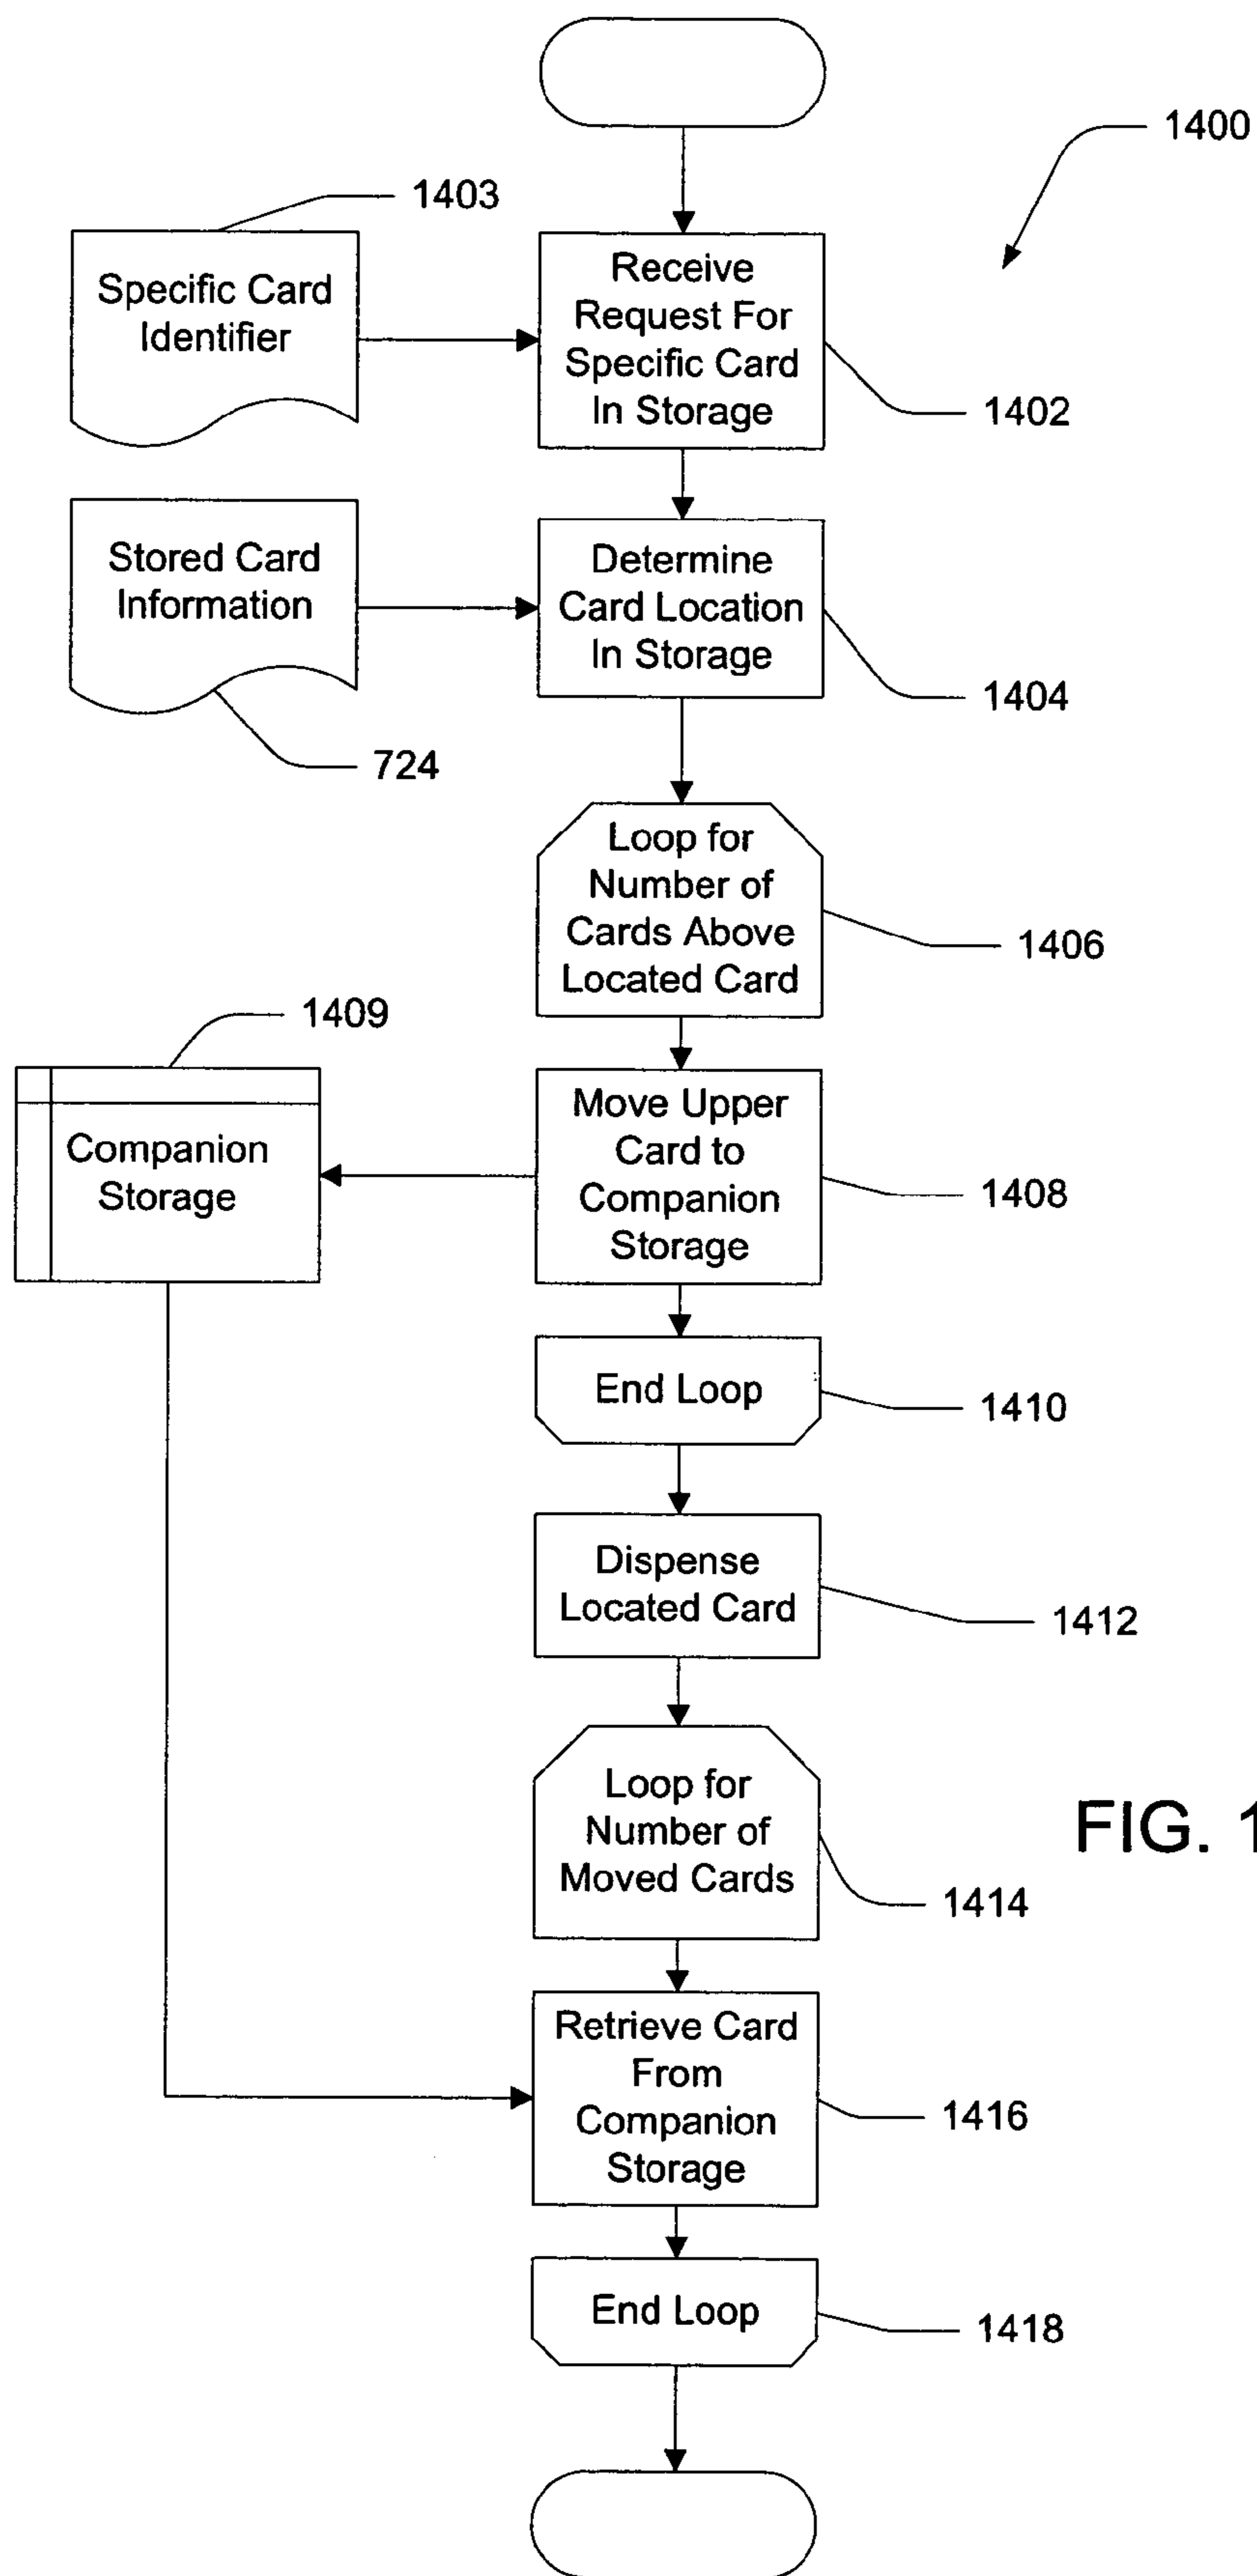 1400
1403
Specific Card
Identifier
Receive
Request For
Specific Card
In Storage
1402
Stored Card
Information
Determine
Card Location
In Storage
1404
724
Loop for
Number of
Cards Above
Located Card
1406
1409
Companion
Storage
Move Upper
Card to
Companion
Storage
1408
End Loop
1410
Dispense
Located Card
1412
Loop for
Number of
Moved Cards
FIG. 1
1414
Retrieve Card
From
Companion
Storage
1416
End Loop
1418